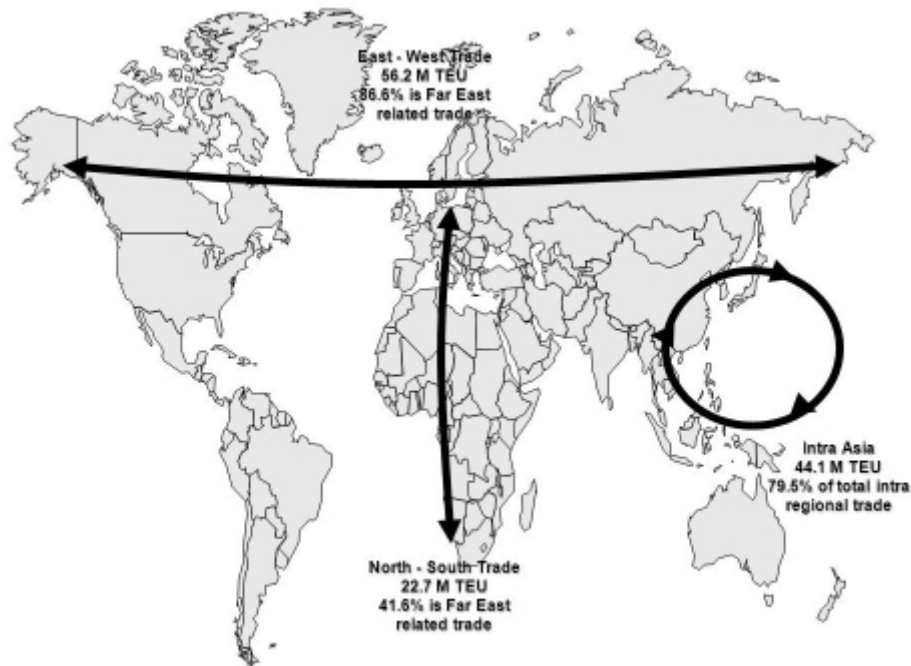 East - West Trade
56.2 M TEU
86.6% is Far East
related trade
Intra Asia
44.1 M TEU
79.5% of total intra
regional trade
North - South Trade
22.7 M TEU
41.6% is Far East
related trade